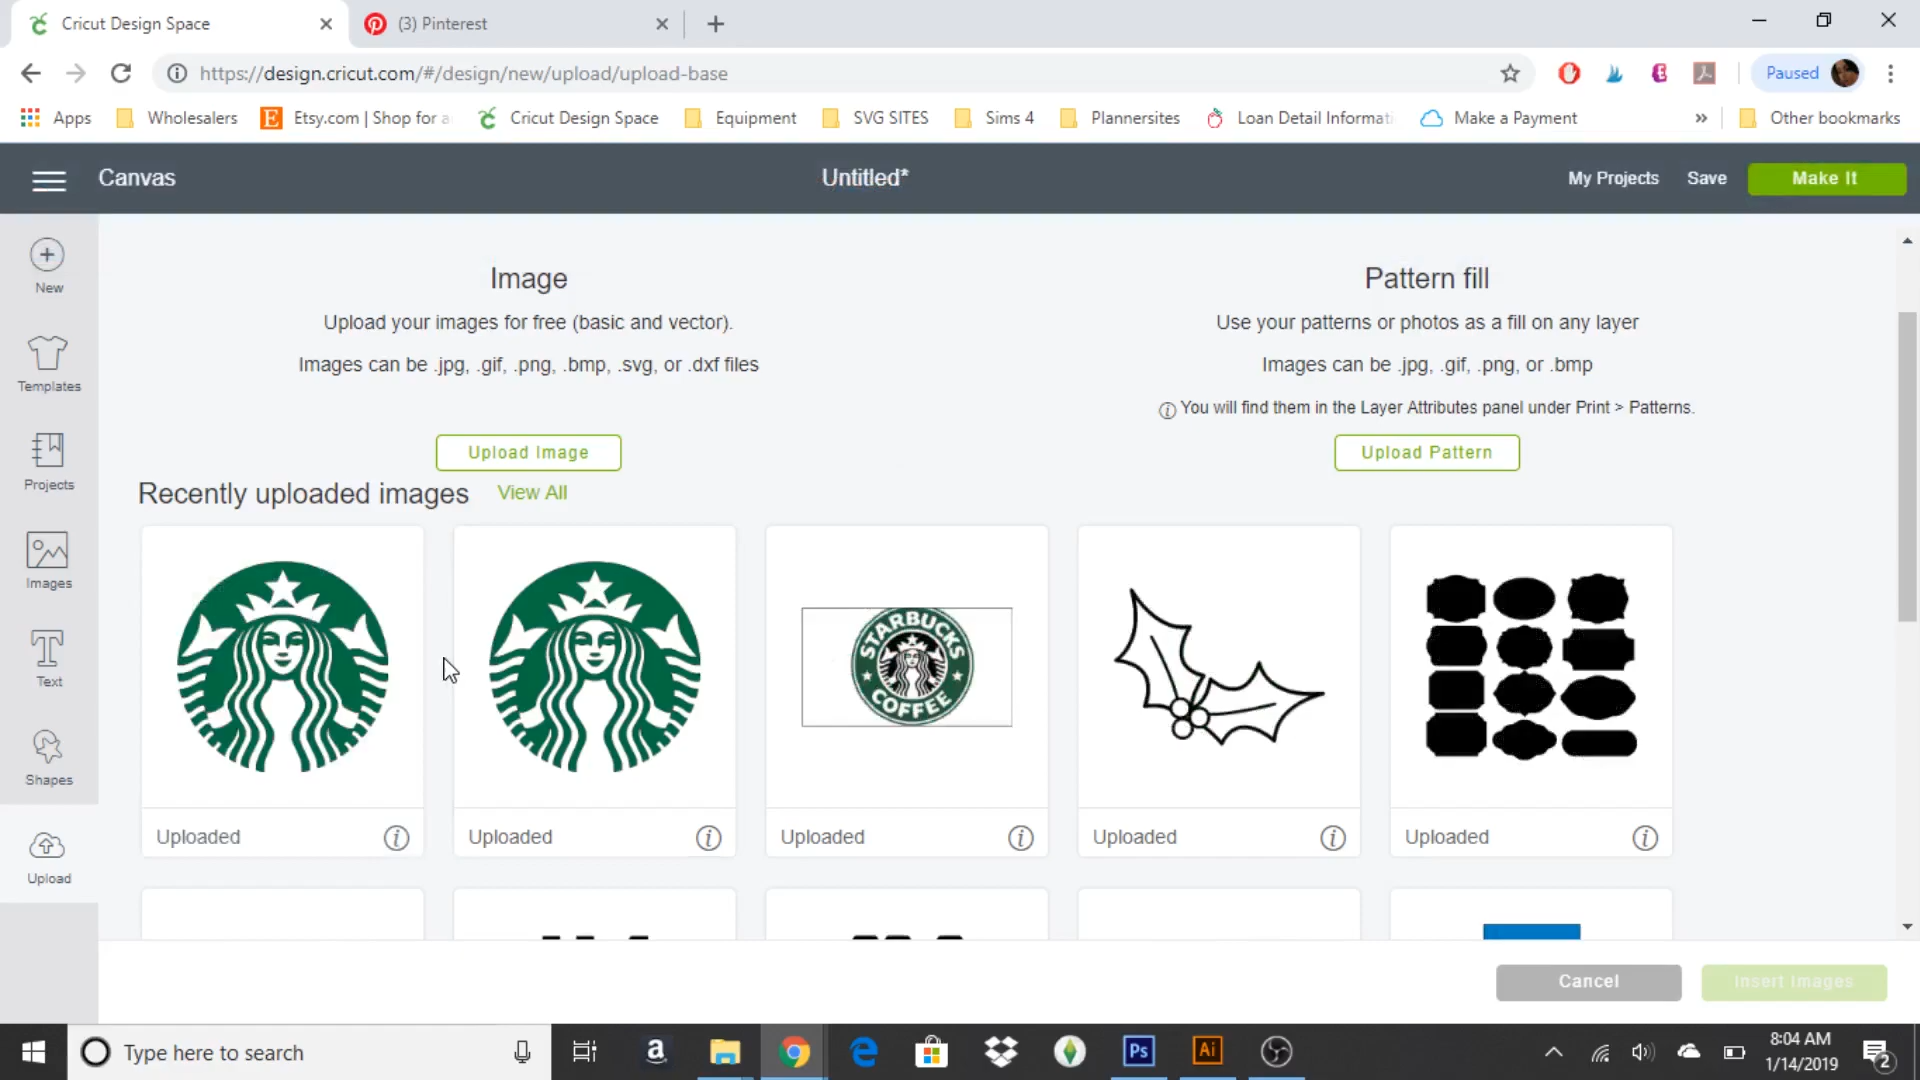 Cricut Design Space
(3) Pinterest
https://design.cricut.com/#/design/new/upload/upload-base
Paused
Apps
Wholesalers
Etsy.com | Shop for a
Cricut Design Space
Equipment
SVG SITES
Sims 4
Plannersites
Loan Detail Informati
Make a Payment
»
Other bookmarks
Canvas
Untitled*
My Projects
Save
Make It
New
Templates
Projects
Images
Text
Shapes
Upload
Image
Upload your images for free (basic and vector).
Images can be .jpg, .gif, .png, .bmp, .svg, or .dxf files
Upload Image
Pattern fill
Use your patterns or photos as a fill on any layer
Images can be .jpg, .gif, .png, or .bmp
You will find them in the Layer Attributes panel under Print > Patterns.
Upload Pattern
Recently uploaded images
View All
STARBUCKS
COFFEE
Uploaded
Uploaded
Uploaded
Uploaded
Uploaded
Cancel
Insert Images
Type here to search
Ps
Ai
8:04 AM
1/14/2019
2